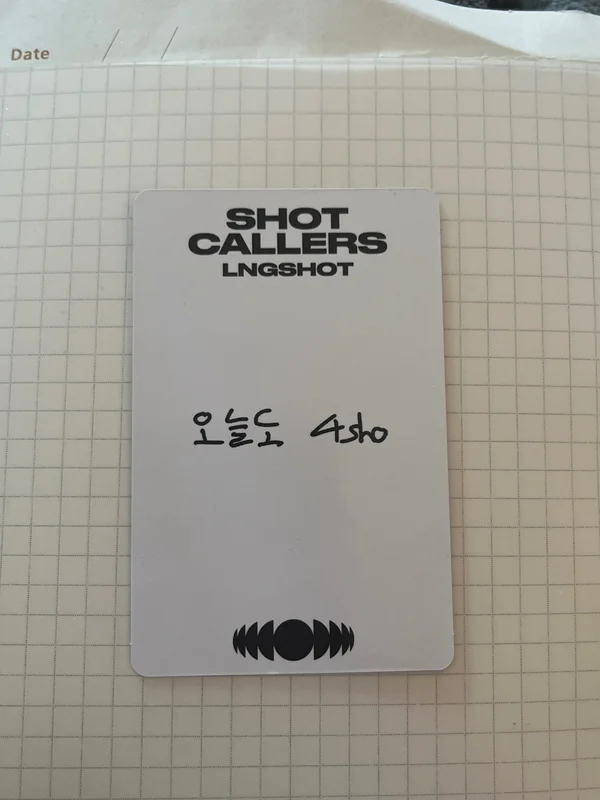 Date / /
SHOT
CALLERS
LNGSHOT
오늘도 4sho